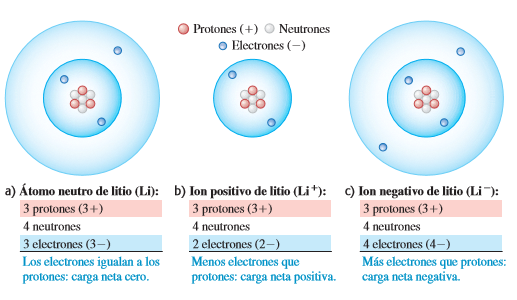 Protones (+) Neutrones
Electrones (−)
a) Átomo neutro de litio (Li):
3 protones (3+)
4 neutrones
3 electrones (3−)
Los electrones igualan a los
protones: carga neta cero.
b) Ion positivo de litio (Li⁺):
3 protones (3+)
4 neutrones
2 electrones (2−)
Menos electrones que
protones: carga neta positiva.
c) Ion negativo de litio (Li⁻):
3 protones (3+)
4 neutrones
4 electrones (4−)
Más electrones que protones:
carga neta negativa.